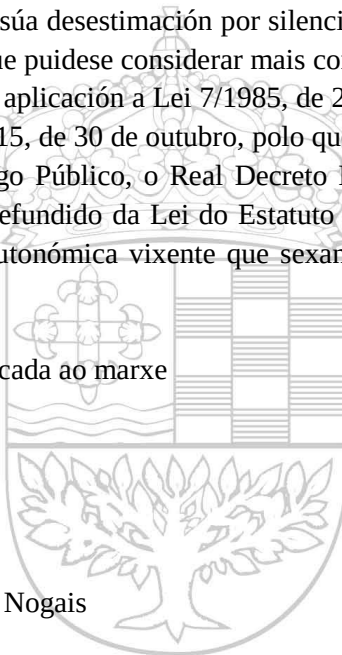 súa desestimación por silenci
ue puidese considerar mais co
aplicación a Lei 7/1985, de 2
15, de 30 de outubro, polo qu
go Público, o Real Decreto
efundido da Lei do Estatuto
utonómica vixente que sexan
cada ao marxe
Nogais